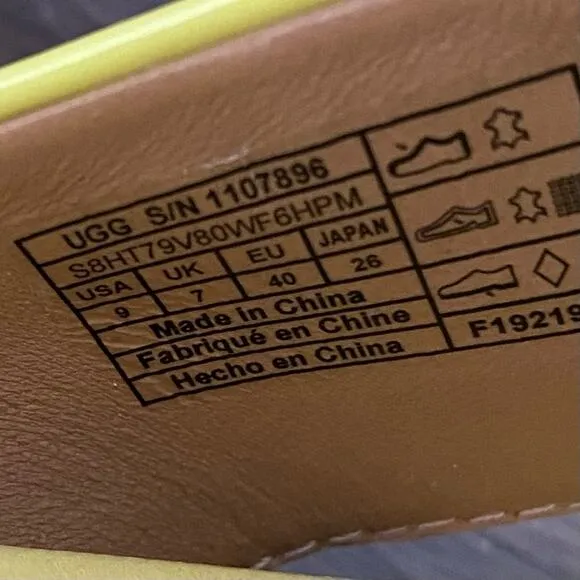 UGG S/N 1107896
S8HT79V80WF6HPM
USA UK EU JAPAN
9 7 40 26
Made in China
Fabriqué en Chine
Hecho en China
F19219